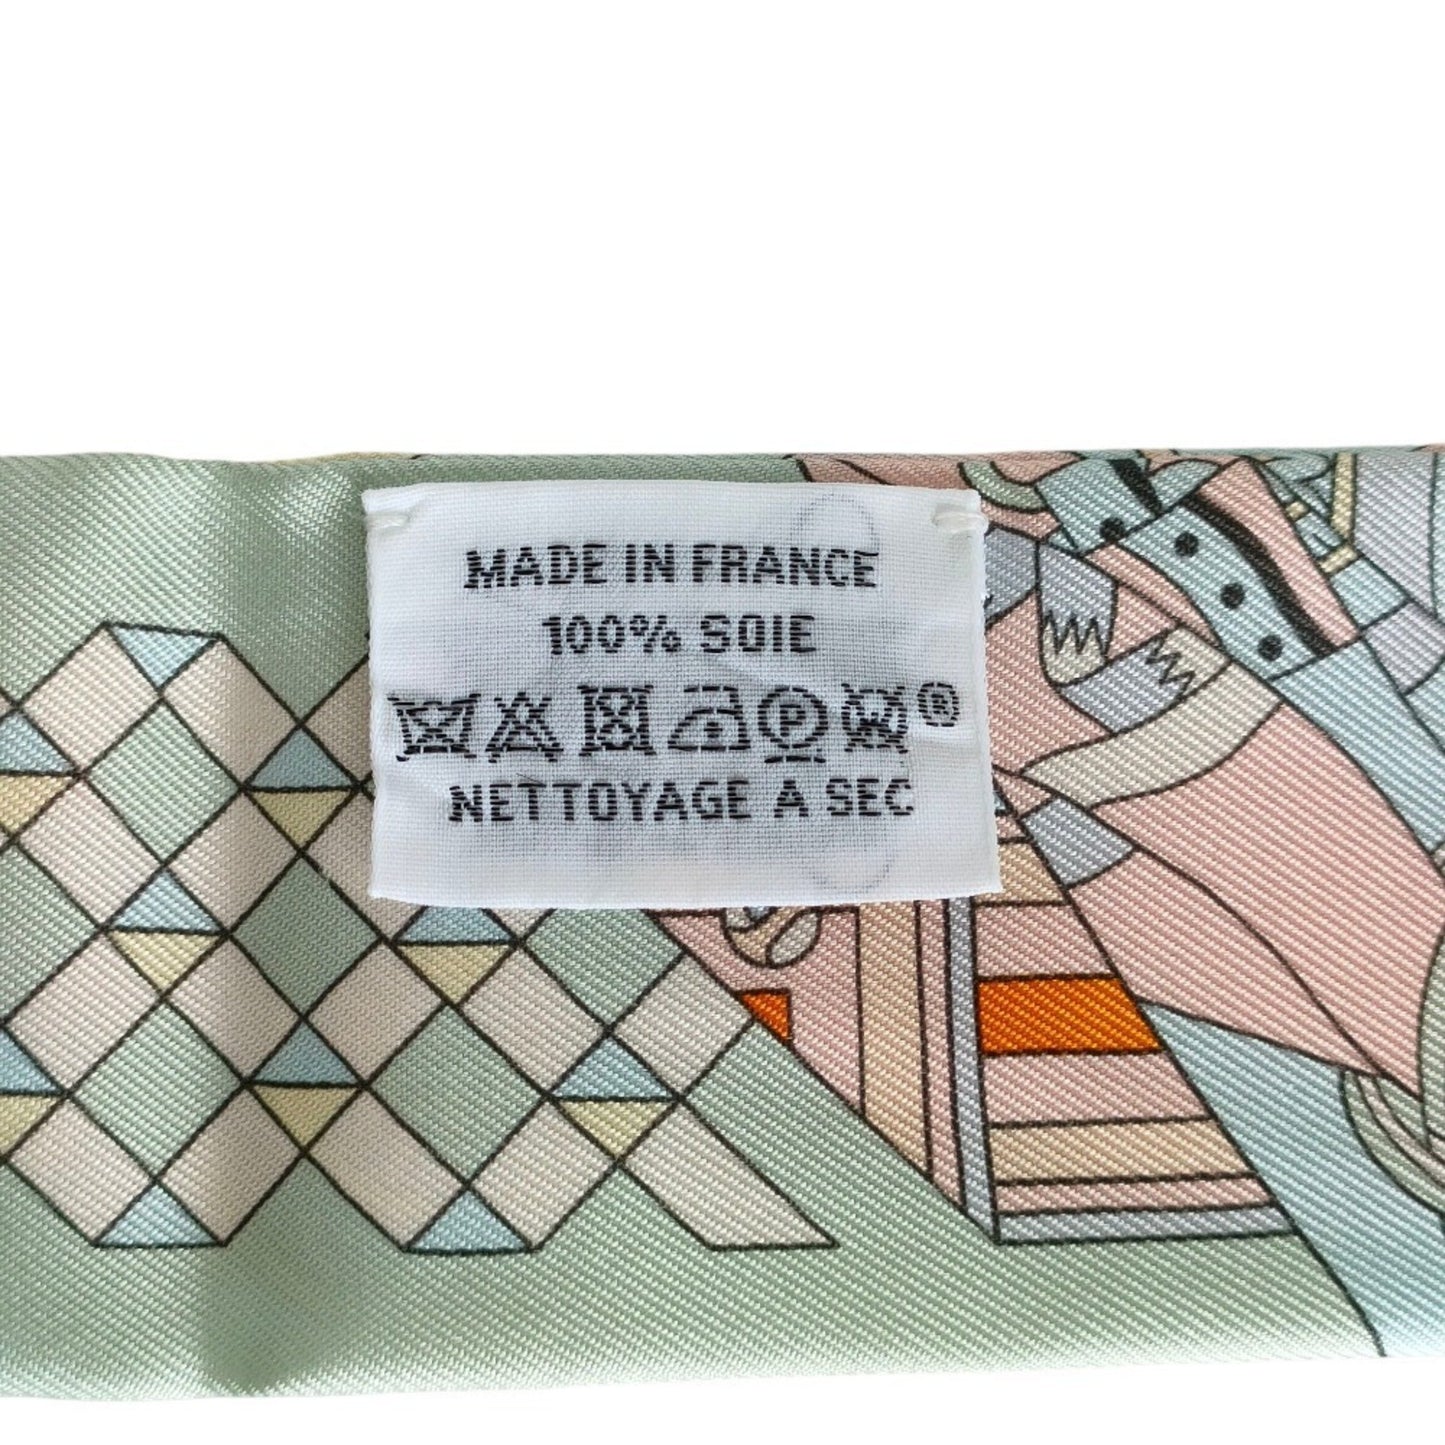 MADE IN FRANCE
100% SOIE
P ®
NETTOYAGE A SEC